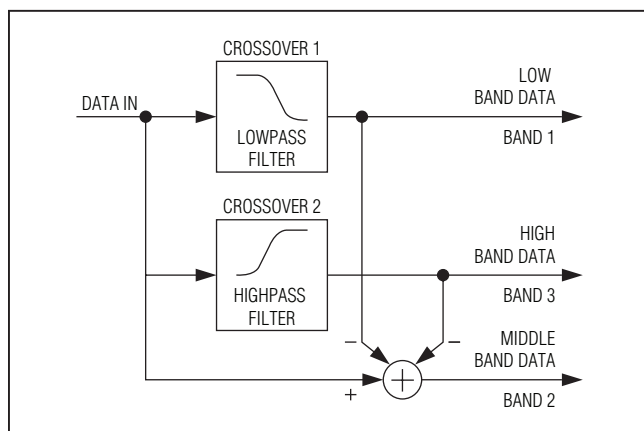 CROSSOVER 1
DATA IN
LOWPASS
FILTER
LOW
BAND DATA
BAND 1
CROSSOVER 2
HIGHPASS
FILTER
HIGH
BAND DATA
BAND 3
MIDDLE
BAND DATA
BAND 2
−
−
+
+